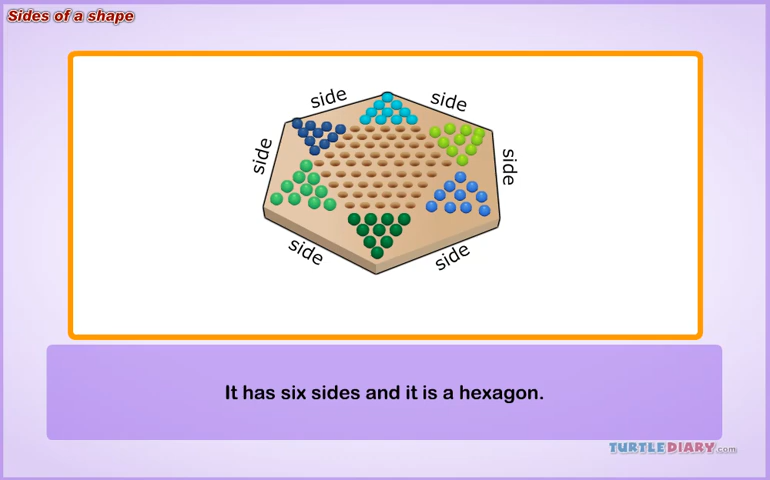 Sides of a shape
side
side
side
side
side
side
It has six sides and it is a hexagon.
TURTLEDIARY.com